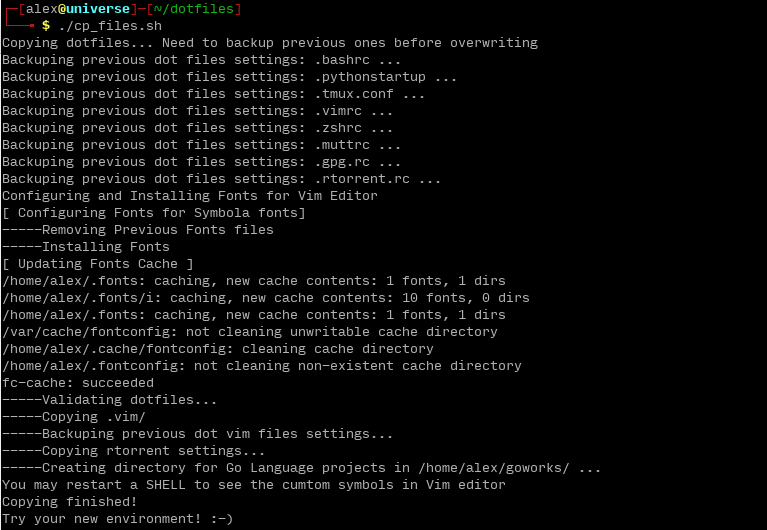 ┌─[alex@universe]─[~/dotfiles]
└──╼ $ ./cp_files.sh
Copying dotfiles... Need to backup previous ones before overwriting
Backuping previous dot files settings: .bashrc ...
Backuping previous dot files settings: .pythonstartup ...
Backuping previous dot files settings: .tmux.conf ...
Backuping previous dot files settings: .vimrc ...
Backuping previous dot files settings: .zshrc ...
Backuping previous dot files settings: .muttrc ...
Backuping previous dot files settings: .gpg.rc ...
Backuping previous dot files settings: .rtorrent.rc ...
Configuring and Installing Fonts for Vim Editor
[ Configuring Fonts for Symbola fonts]
-----Removing Previous Fonts files
-----Installing Fonts
[ Updating Fonts Cache ]
/home/alex/.fonts: caching, new cache contents: 1 fonts, 1 dirs
/home/alex/.fonts/i: caching, new cache contents: 10 fonts, 0 dirs
/home/alex/.fonts: caching, new cache contents: 1 fonts, 1 dirs
/var/cache/fontconfig: not cleaning unwritable cache directory
/home/alex/.cache/fontconfig: cleaning cache directory
/home/alex/.fontconfig: not cleaning non-existent cache directory
fc-cache: succeeded
-----Validating dotfiles...
-----Copying .vim/
-----Backuping previous dot vim files settings...
-----Copying rtorrent settings...
-----Creating directory for Go Language projects in /home/alex/goworks/ ...
You may restart a SHELL to see the cumtom symbols in Vim editor
Copying finished!
Try your new environment! :-)